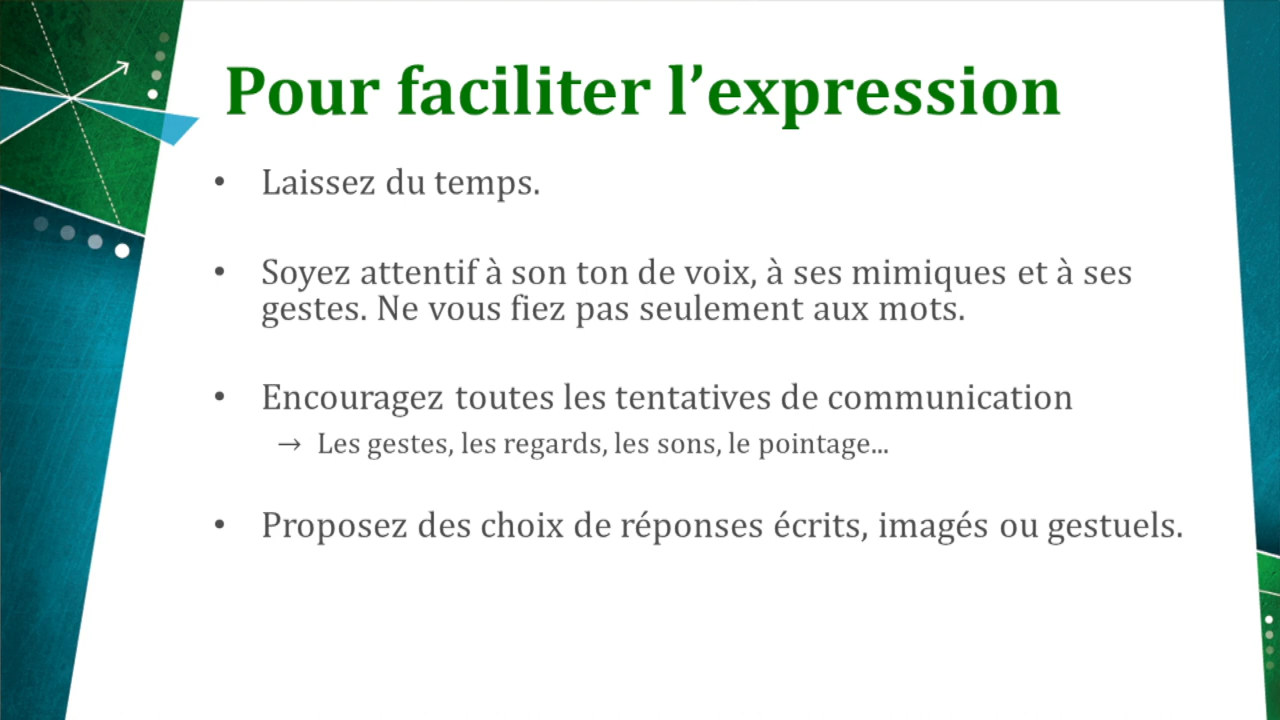 Pour faciliter l’expression
• Laissez du temps.
• Soyez attentif à son ton de voix, à ses mimiques et à ses
gestes. Ne vous fiez pas seulement aux mots.
• Encouragez toutes les tentatives de communication
→ Les gestes, les regards, les sons, le pointage...
• Proposez des choix de réponses écrits, imagés ou gestuels.